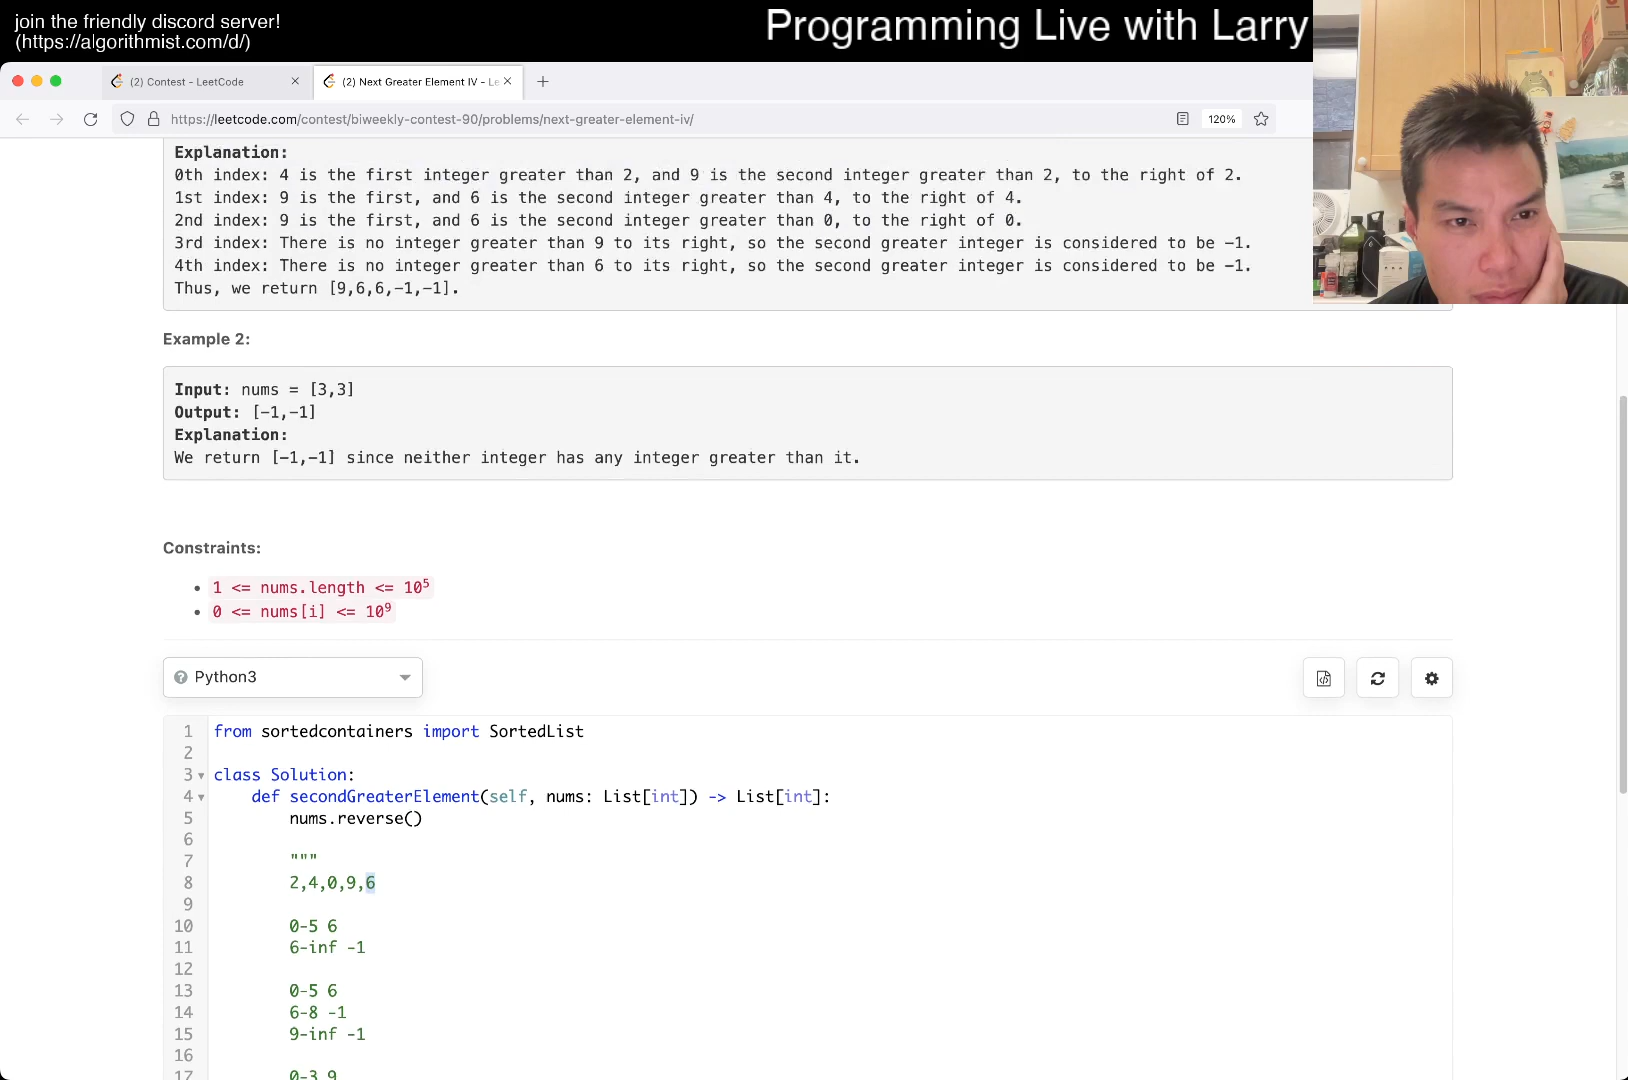 join the friendly discord server!
(https://algorithmist.com/d/)
Programming Live with Larry
(2) Contest - LeetCode
(2) Next Greater Element IV - Le
https://leetcode.com/contest/biweekly-contest-90/problems/next-greater-element-iv/
120%
Explanation:
0th index: 4 is the first integer greater than 2, and 9 is the second integer greater than 2, to the right of 2.
1st index: 9 is the first, and 6 is the second integer greater than 4, to the right of 4.
2nd index: 9 is the first, and 6 is the second integer greater than 0, to the right of 0.
3rd index: There is no integer greater than 9 to its right, so the second greater integer is considered to be -1.
4th index: There is no integer greater than 6 to its right, so the second greater integer is considered to be -1.
Thus, we return [9,6,6,-1,-1].
Example 2:
Input: nums = [3,3]
Output: [-1,-1]
Explanation:
We return [-1,-1] since neither integer has any integer greater than it.
Constraints:
• 1 <= nums.length <= 10⁵
• 0 <= nums[i] <= 10⁹
Python3
1 from sortedcontainers import SortedList
2
3 class Solution:
4 def secondGreaterElement(self, nums: List[int]) -> List[int]:
5 nums.reverse()
6
7 """
8 2,4,0,9,6
9
10 0-5 6
11 6-inf -1
12
13 0-5 6
14 6-8 -1
15 9-inf -1
16
17 0-3 9